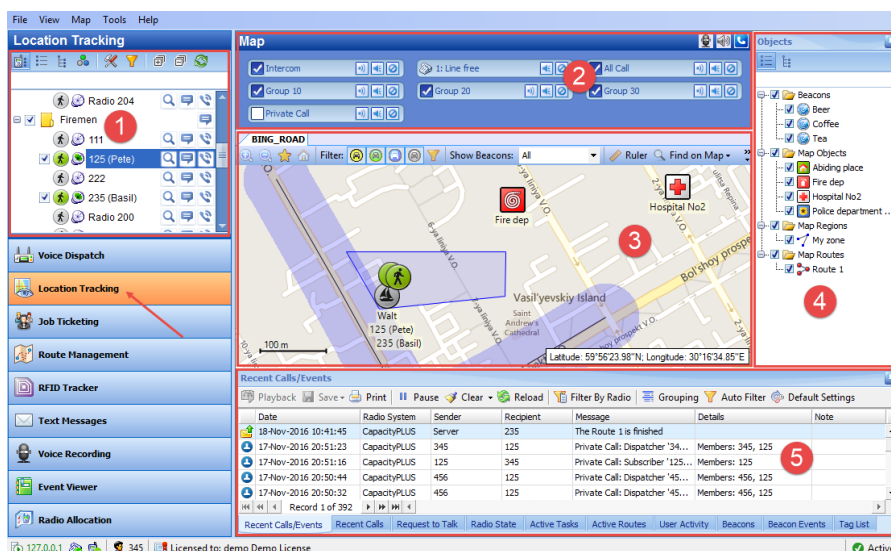 File View Map Tools Help
Location Tracking
Radio 204
Firemen
1
111
125 (Pete)
222
235 (Basil)
Radio 200
Voice Dispatch
Location Tracking
Job Ticketing
Route Management
RFID Tracker
Text Messages
Voice Recording
Event Viewer
Radio Allocation
Map
Intercom
1: Line free
2
All Call
Group 10
Group 20
Group 30
Private Call
BING_ROAD
Filter:
Show Beacons: All
Ruler
Find on Map
Fire dep
Hospital No2
3
6-ya liniya V.O.
Bol'shoy prospekt
Vasil'yevskiy Island
Saint
Andrew's
Cathedral
Walt
125 (Pete)
235 (Basil)
100 m
Latitude: 59°56'23.98"N; Longitude: 30°16'34.85"E
Objects
Beacons
Beer
Coffee
Tea
Map Objects
Abiding place
Fire dep
Hospital No2
Police department ...
Map Regions
My zone
Map Routes
Route 1
4
Recent Calls/Events
Playback Save Print Pause Clear Reload Filter By Radio Grouping Auto Filter Default Settings
Date Radio System Sender Recipient Message Details Note
18-Nov-2016 10:41:45 CapacityPLUS Server 235 The Route 1 is finished
17-Nov-2016 20:51:23 CapacityPLUS 345 125 Private Call: Dispatcher '34... Members: 345, 125
17-Nov-2016 20:51:16 CapacityPLUS 125 345 Private Call: Subscriber '125... Members: 125
5
17-Nov-2016 20:50:44 CapacityPLUS 456 125 Private Call: Dispatcher '45... Members: 456, 125
17-Nov-2016 20:50:32 CapacityPLUS 456 125 Private Call: Dispatcher '45... Members: 456, 125
Record 1 of 392
Recent Calls/Events Recent Calls Request to Talk Radio State Active Tasks Active Routes User Activity Beacons Beacon Events Tag List
127.0.0.1 345 Licensed to: demo Demo License Active